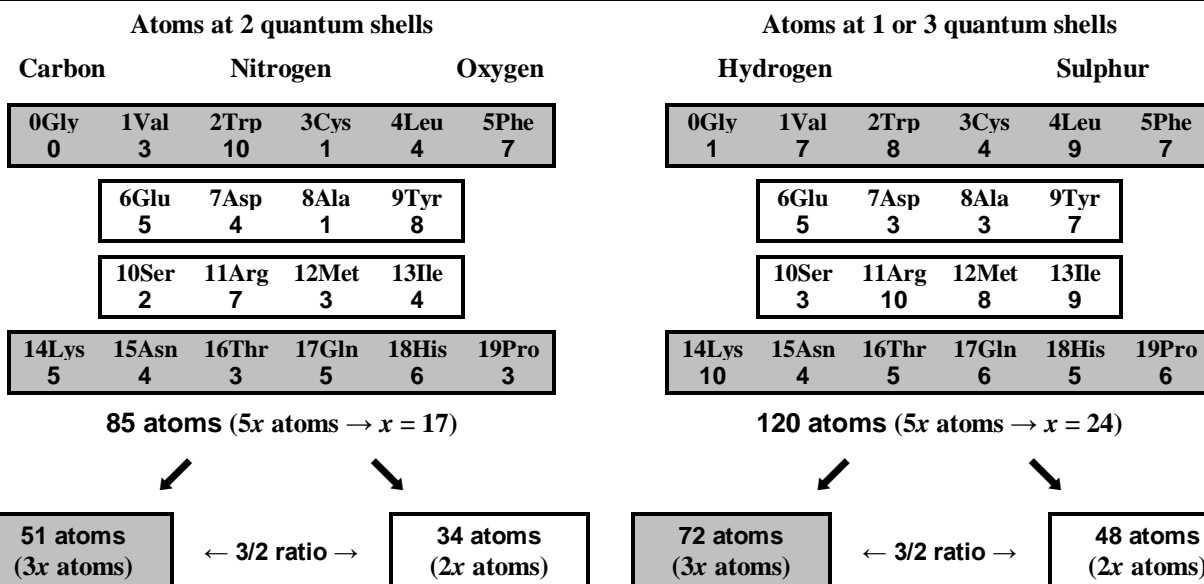 Atoms at 2 quantum shells
Carbon Nitrogen Oxygen
0Gly 1Val 2Trp 3Cys 4Leu 5Phe
0 3 10 1 4 7
6Glu 7Asp 8Ala 9Tyr
5 4 1 8
10Ser 11Arg 12Met 13Ile
2 7 3 4
14Lys 15Asn 16Thr 17Gln 18His 19Pro
5 4 3 5 6 3
85 atoms (5x atoms → x = 17)
51 atoms
(3x atoms)
← 3/2 ratio →
34 atoms
(2x atoms)
Atoms at 1 or 3 quantum shells
Hydrogen Sulphur
0Gly 1Val 2Trp 3Cys 4Leu 5Phe
1 7 8 4 9 7
6Glu 7Asp 8Ala 9Tyr
5 3 3 7
10Ser 11Arg 12Met 13Ile
3 10 8 9
14Lys 15Asn 16Thr 17Gln 18His 19Pro
10 4 5 6 5 6
120 atoms (5x atoms → x = 24)
72 atoms
(3x atoms)
← 3/2 ratio →
48 atoms
(2x atoms)